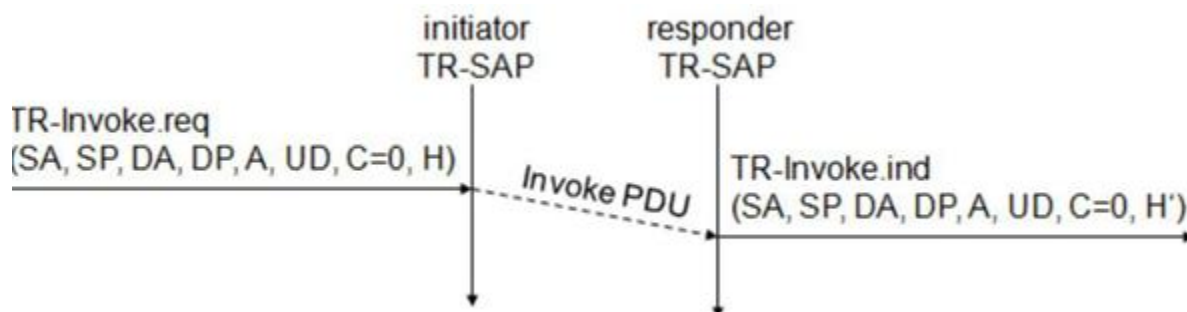 initiator
TR-SAP
responder
TR-SAP
TR-Invoke.req
(SA, SP, DA, DP, A, UD, C=0, H)
Invoke PDU
TR-Invoke.ind
(SA, SP, DA, DP, A, UD, C=0, H')